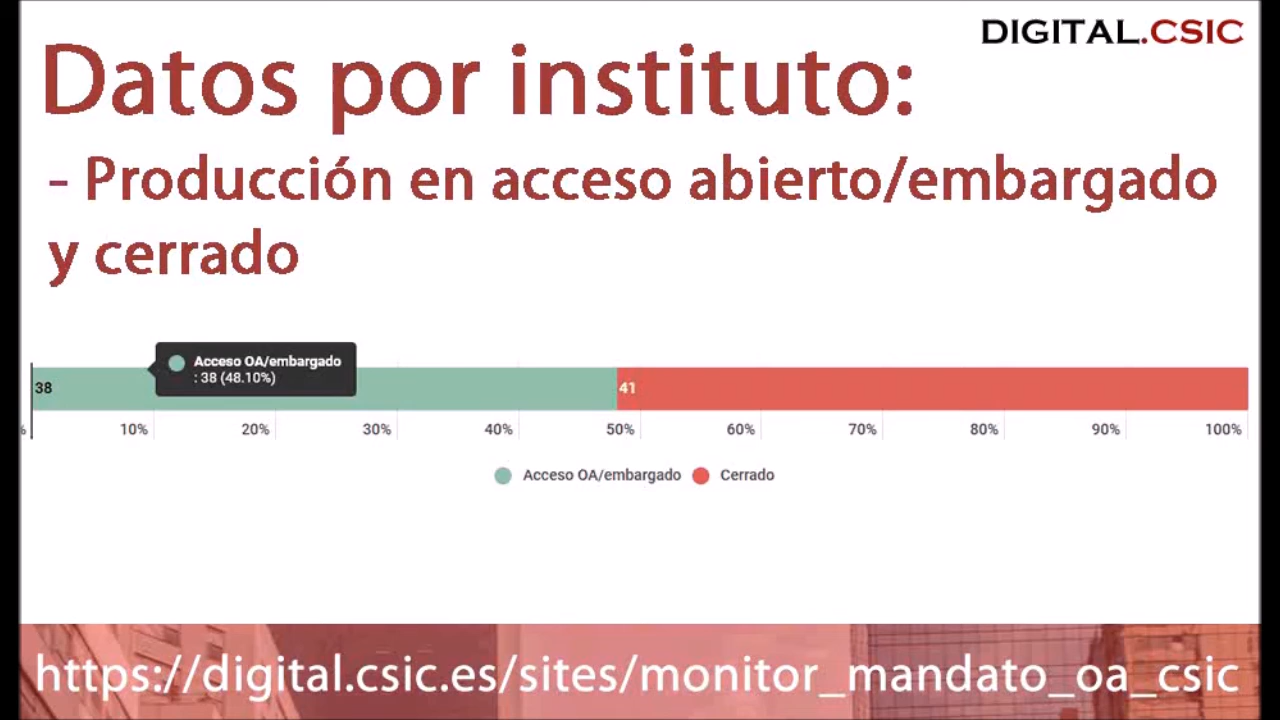 DIGITAL.CSIC
Datos por instituto:
- Producción en acceso abierto/embargado
y cerrado
Acceso OA/embargado
: 38 (48.10%)
38
41
%
10%
20%
30%
40%
50%
60%
70%
80%
90%
100%
Acceso OA/embargado
Cerrado
https://digital.csic.es/sites/monitor_mandato_oa_csic